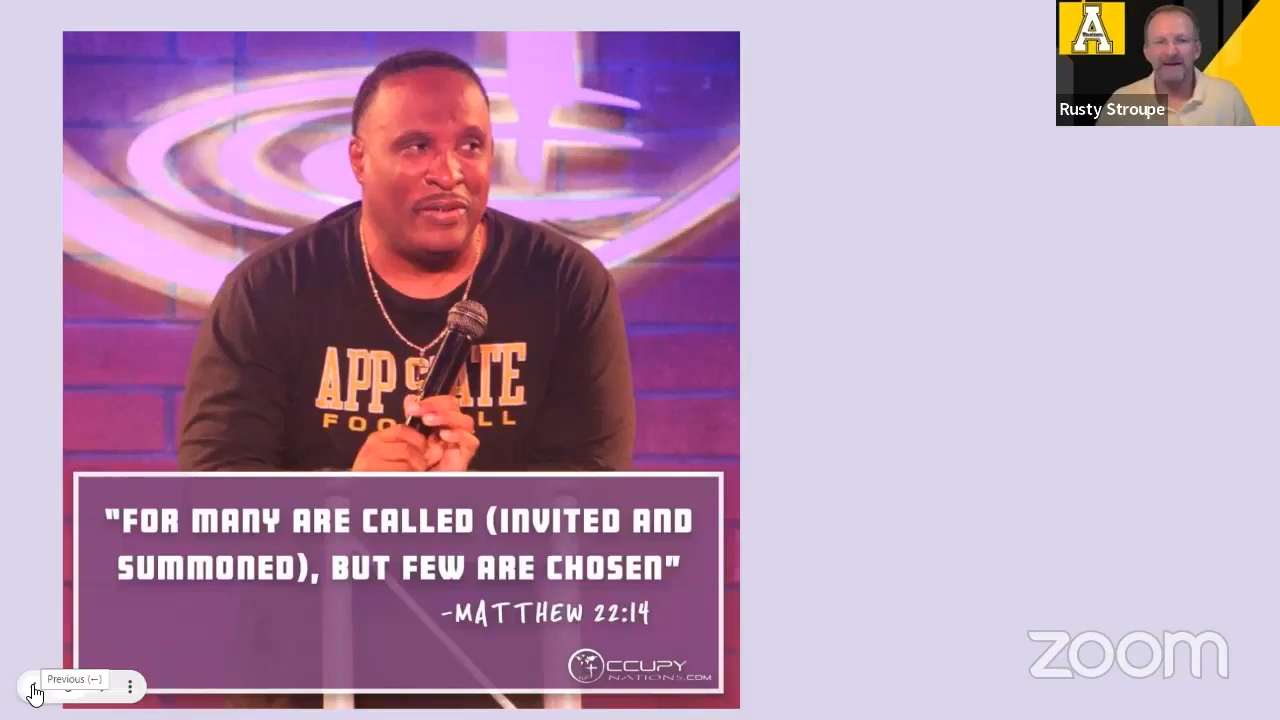 A
Rusty Stroupe
APP STATE
FOOTBALL
"FOR MANY ARE CALLED (INVITED AND
SUMMONED), BUT FEW ARE CHOSEN"
-MATTHEW 22:14
OCCUPY
NATIONS.COM
zoom
Previous (←)